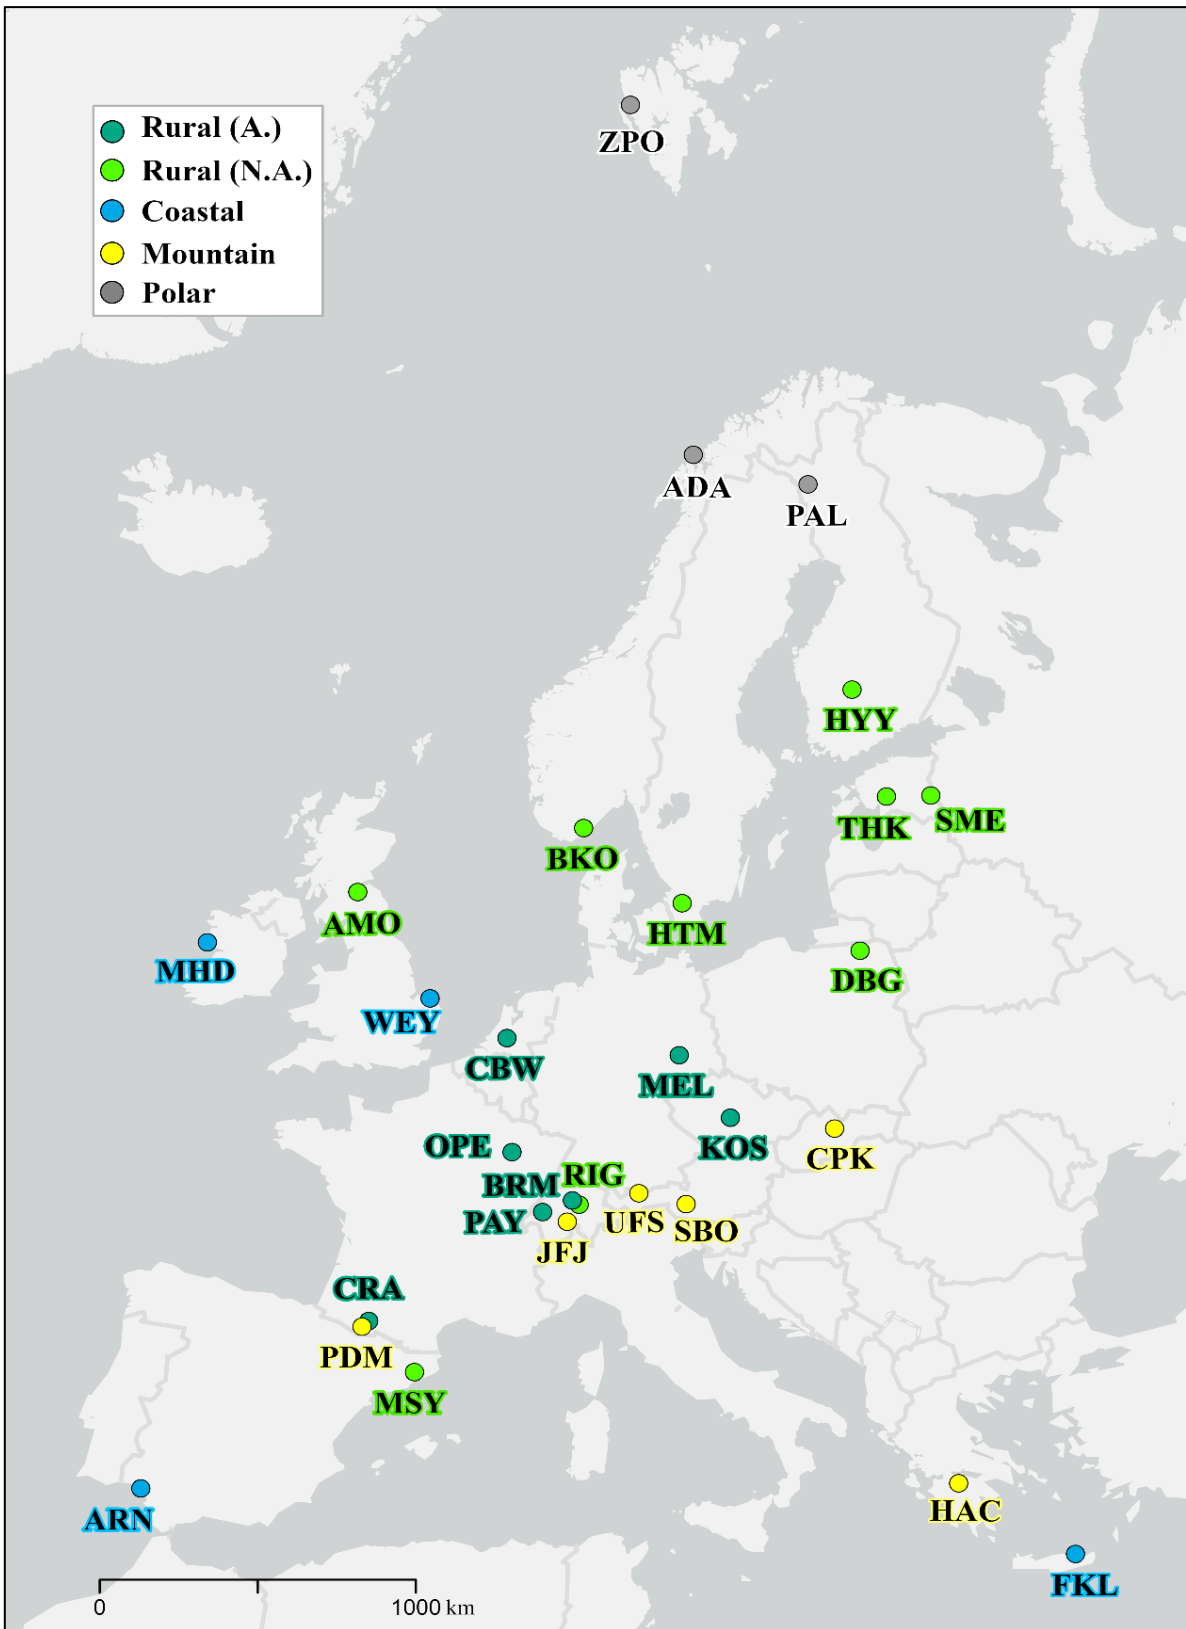 Rural (A.)
Rural (N.A.)
Coastal
Mountain
Polar
ZPO
ADA
PAL
HYY
THK
SME
BKO
AMO
HTM
MHD
DBG
WEY
CBW
MEL
OPE
KOS
CPK
RIG
BRM
PAY
UFS
SBO
JFJ
CRA
PDM
MSY
ARN
HAC
FKL
0
1000 km